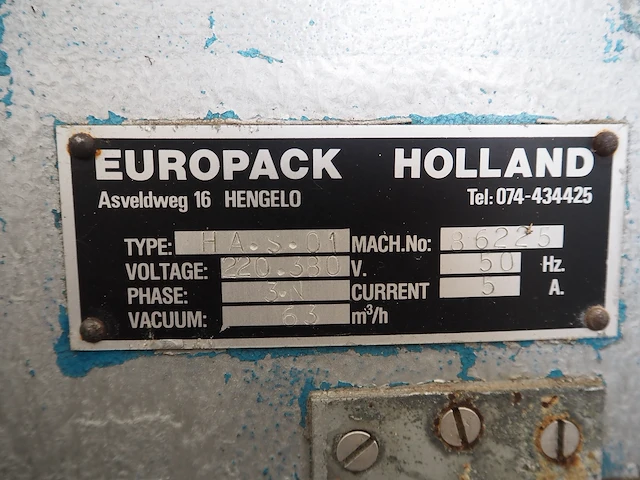 EUROPACK HOLLAND
Asveldweg 16 HENGELO Tel: 074-434425
TYPE: HA.S.01 MACH.No: 86225
VOLTAGE: 220.380 V. 50 Hz.
PHASE: 3.N CURRENT 5 A.
VACUUM: 63 m³/h